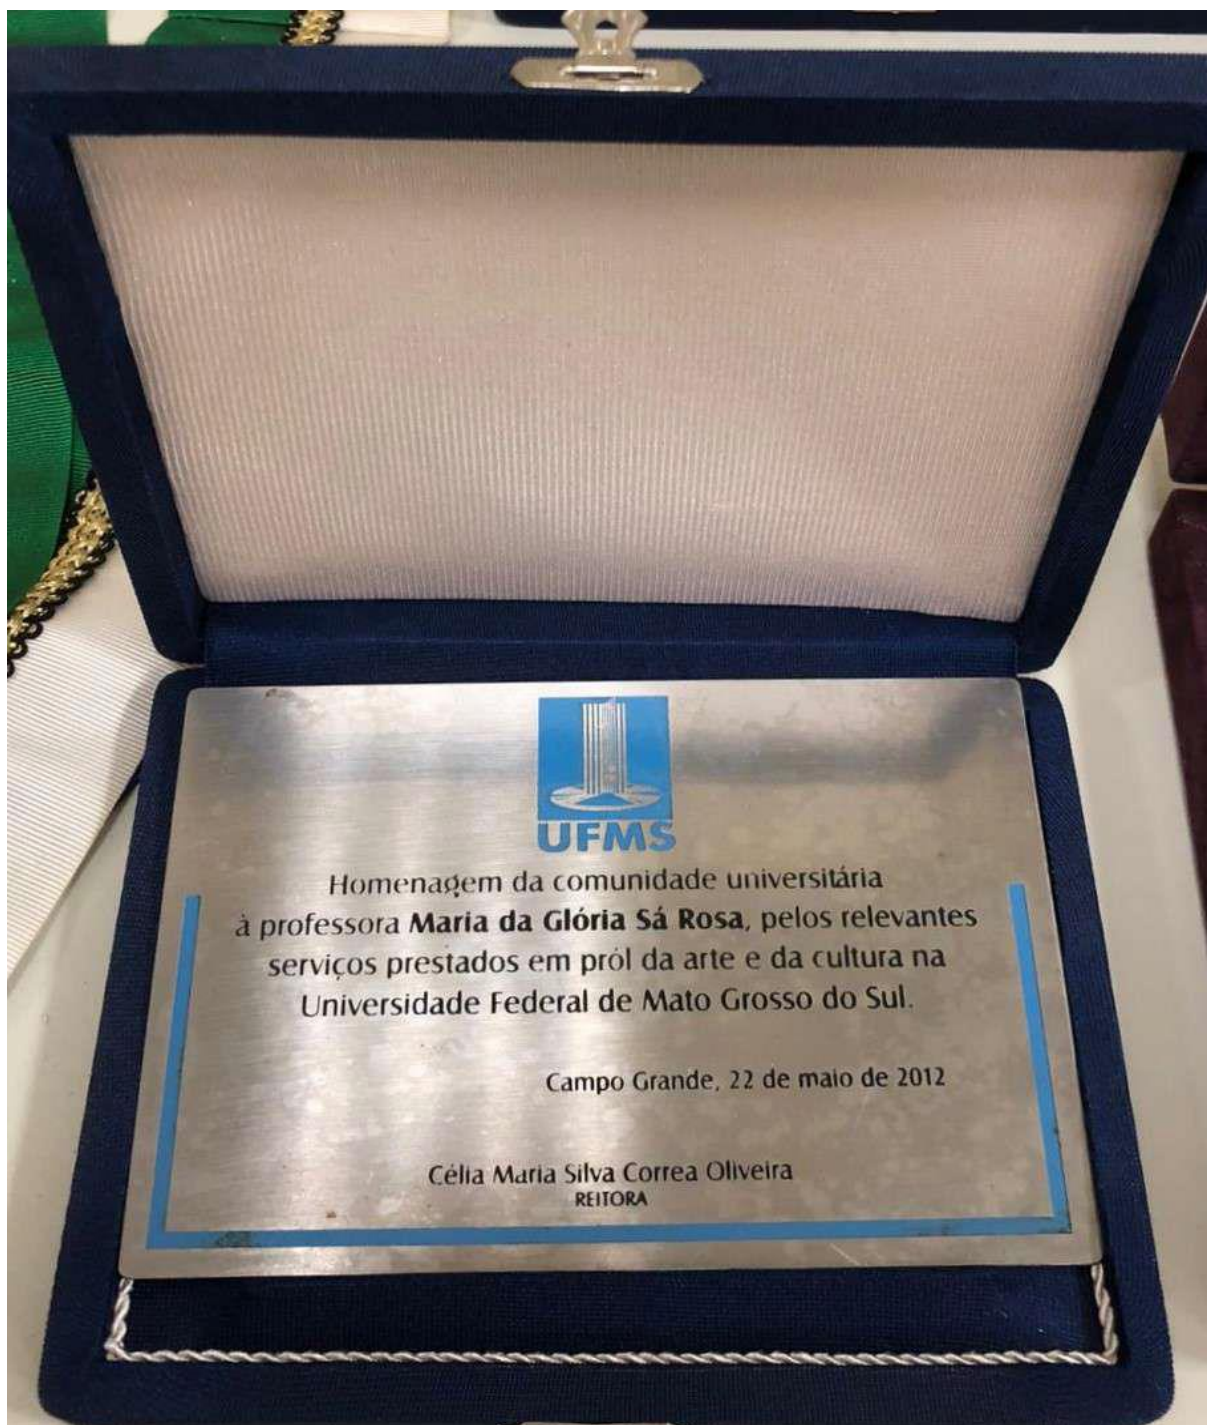 UFMS
Homenagem da comunidade universitária
à professora Maria da Glória Sá Rosa, pelos relevantes
serviços prestados em pról da arte e da cultura na
Universidade Federal de Mato Grosso do Sul.
Campo Grande, 22 de maio de 2012
Célia Maria Silva Correa Oliveira
REITORA